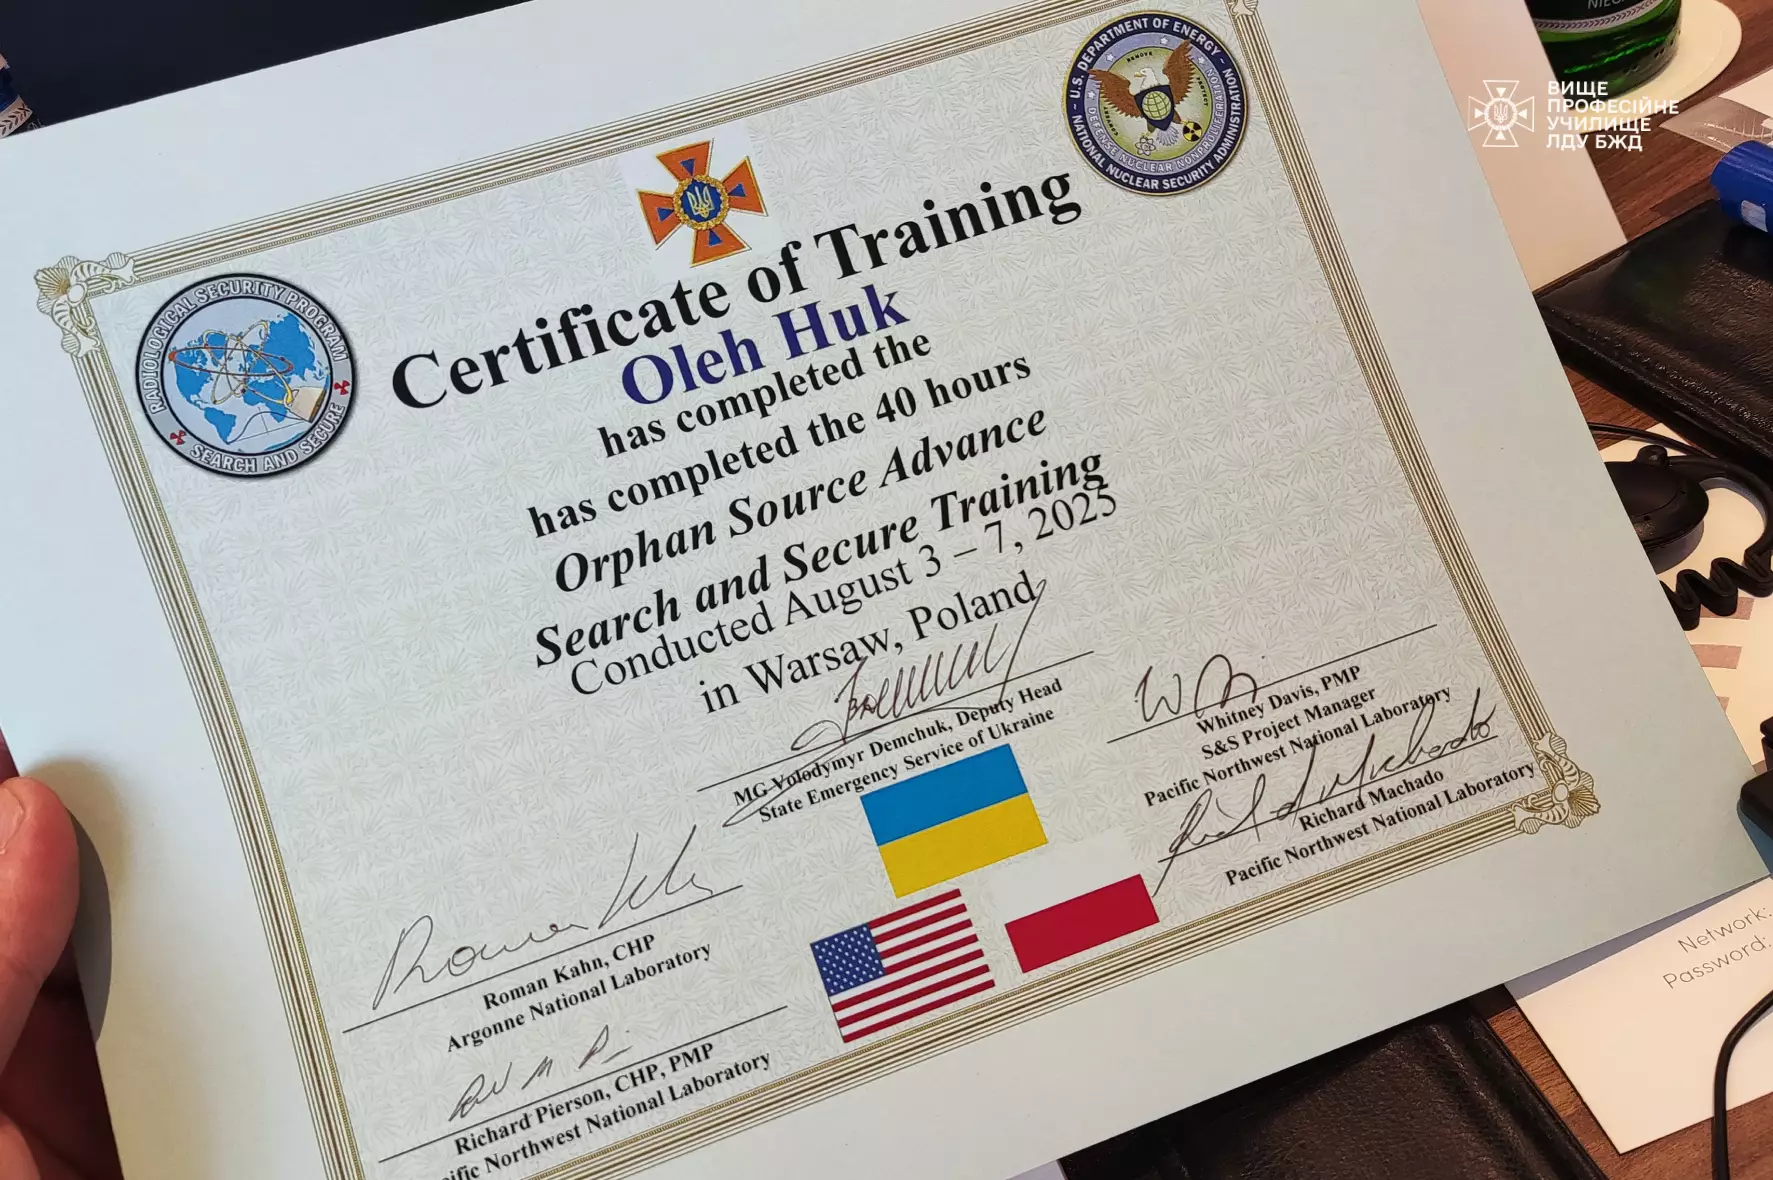 NIEG
ВИЩЕ
ПРОФЕСІЙНЕ
УЧИЛИЩЕ
ЛДУ БЖД
U.S. DEPARTMENT OF ENERGY
NATIONAL NUCLEAR SECURITY ADMINISTRATION
DEFENSE NUCLEAR NONPROLIFERATION
REMOVE
PROTECT
RADIOLOGICAL SECURITY PROGRAM
SEARCH AND SECURE
Certificate of Training
Oleh Huk
has completed the
has completed the 40 hours
Orphan Source Advance
Search and Secure Training
Conducted August 3 – 7, 2025
in Warsaw, Poland
MG Volodymyr Demchuk, Deputy Head
State Emergency Service of Ukraine
Whitney Davis, PMP
S&S Project Manager
Pacific Northwest National Laboratory
Richard Machado
Pacific Northwest National Laboratory
Roman Kahn, CHP
Argonne National Laboratory
Richard Pierson, CHP, PMP
cific Northwest National Laboratory
Network:
Password: